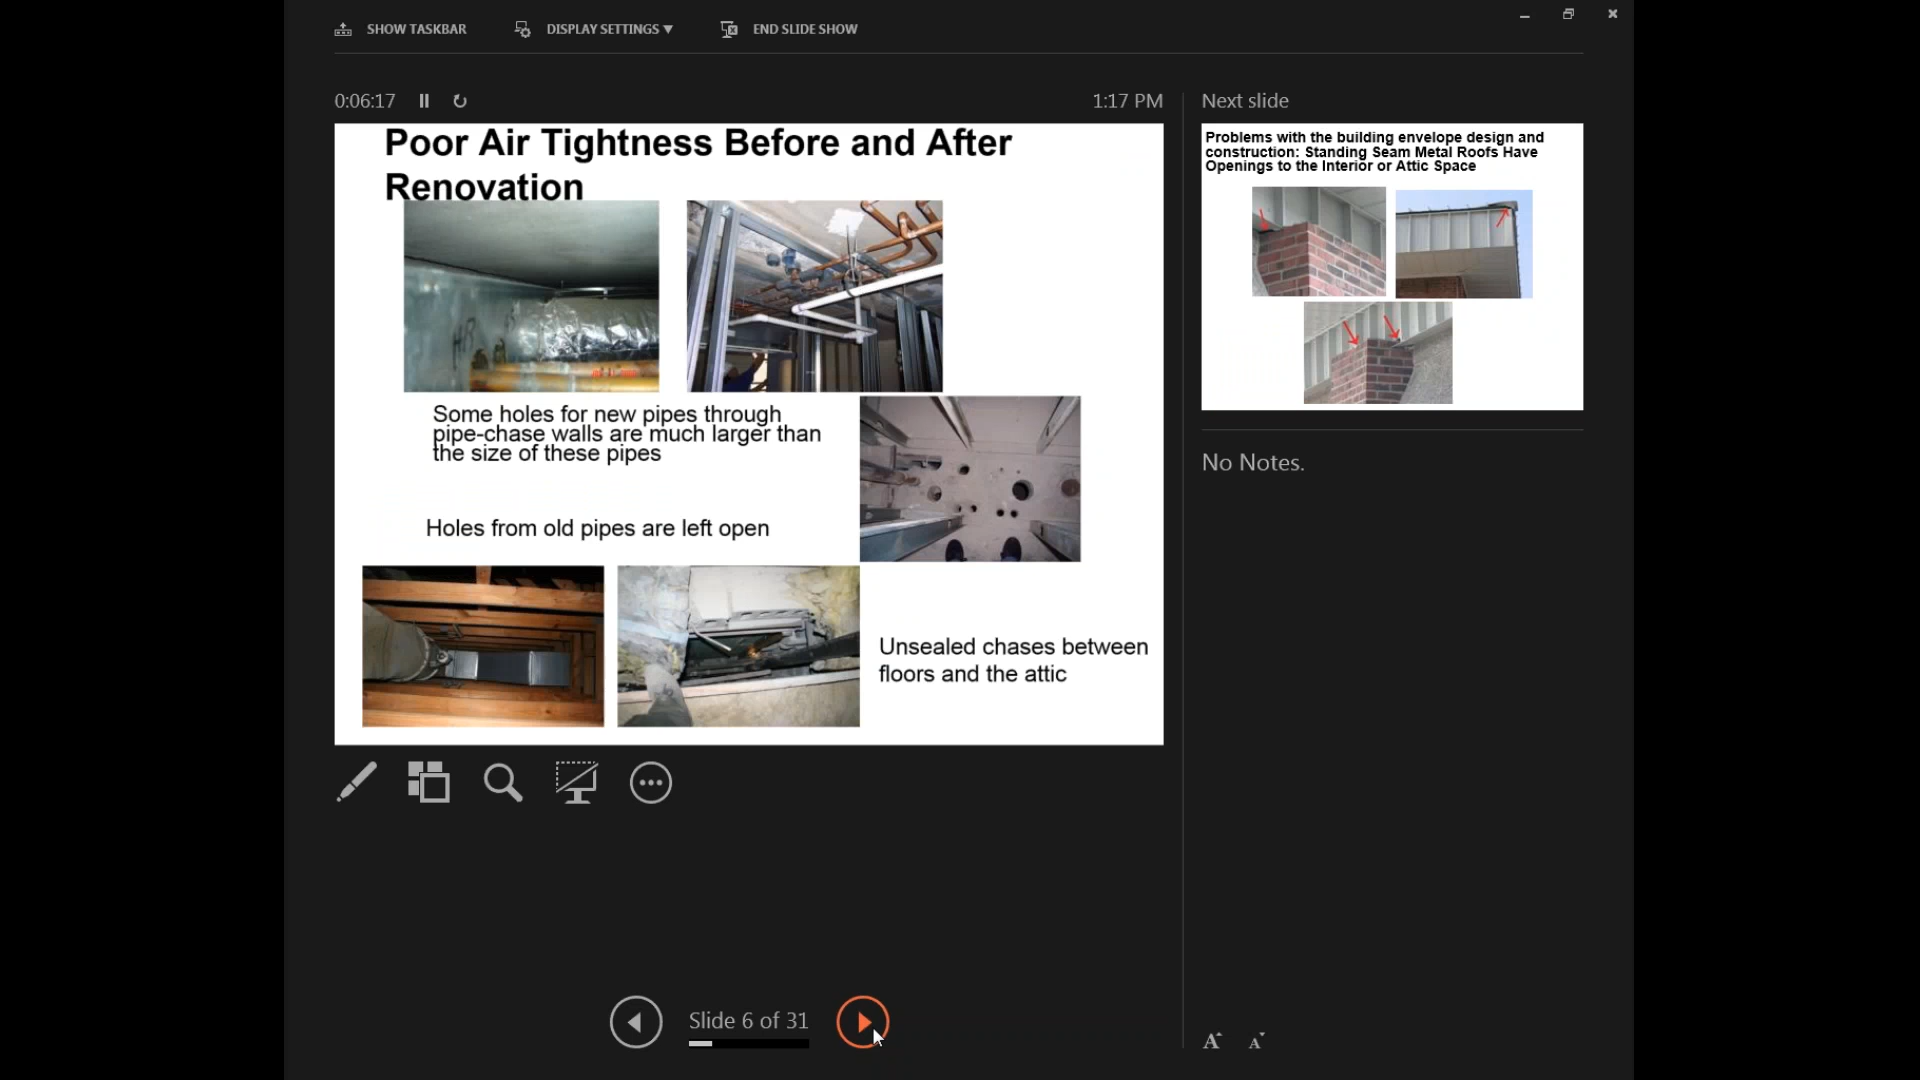 SHOW TASKBAR
DISPLAY SETTINGS ▼
END SLIDE SHOW
0:06:17
1:17 PM
Next slide
Poor Air Tightness Before and After
Renovation
Some holes for new pipes through
pipe-chase walls are much larger than
the size of these pipes
Holes from old pipes are left open
Unsealed chases between
floors and the attic
Problems with the building envelope design and
construction: Standing Seam Metal Roofs Have
Openings to the Interior or Attic Space
No Notes.
Slide 6 of 31
A A